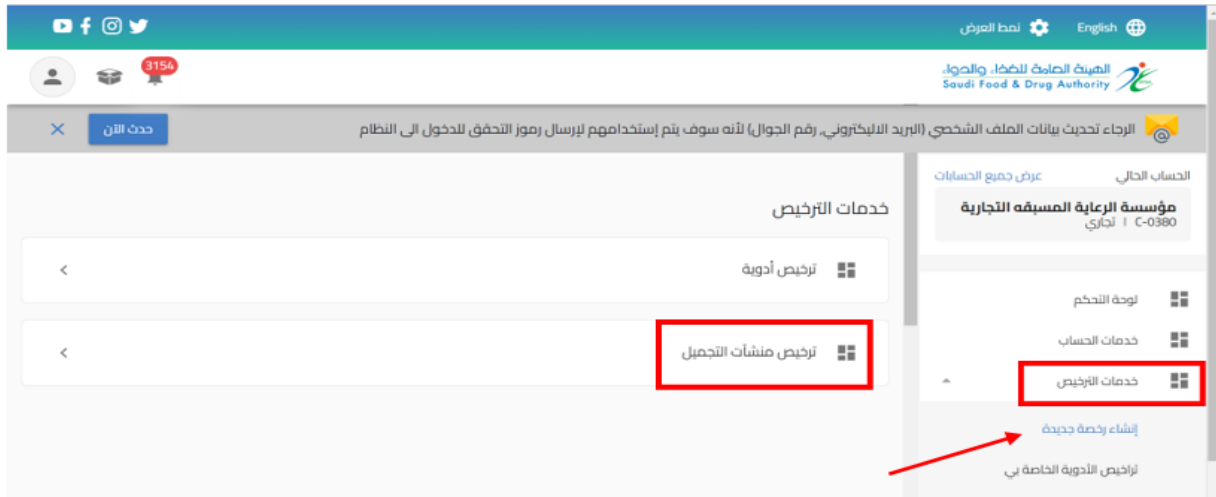 English
نمط العرض
الهيئة العامة للغذاء والدواء
Saudi Food & Drug Authority
3154
الرجاء تحديث بيانات الملف الشخصي (البريد الاليكتروني, رقم الجوال) لأنه سوف يتم إستخدامهم لإرسال رموز التحقق للدخول الى النظام
حدث الآن
الحساب الحالي
عرض جميع الحسابات
مؤسسة الرعاية المسبقه التجارية
C-0380 | تجاري
لوحة التحكم
خدمات الحساب
خدمات الترخيص
إنشاء رخصة جديدة
تراخيص الأدوية الخاصة بي
خدمات الترخيص
ترخيص أدوية
ترخيص منشآت التجميل